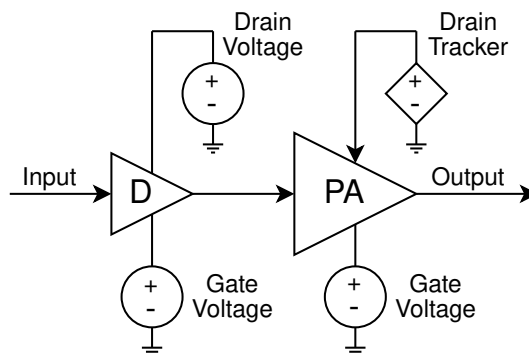 Drain
Voltage
+
-
Drain
Tracker
+
-
Input
D
PA
Output
+
-
Gate
Voltage
+
-
Gate
Voltage